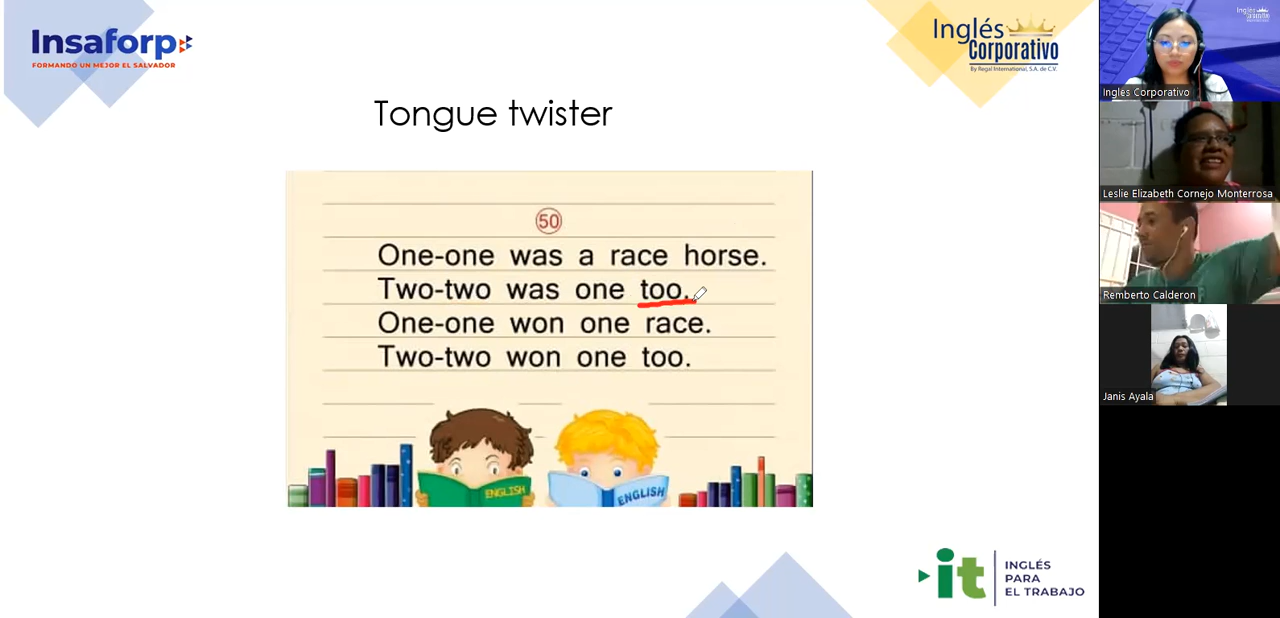 Insaforp
FORMANDO UN MEJOR EL SALVADOR
Inglés
Corporativo
By Regal International, S.A. de C.V.
Tongue twister
50
One-one was a race horse.
Two-two was one too.
One-one won one race.
Two-two won one too.
ENGLISH
ENGLISH
it
INGLÉS
PARA
EL TRABAJO
Inglés
Ingles Corporativo
Leslie Elizabeth Cornejo Monterrosa
Remberto Calderon
Janis Ayala